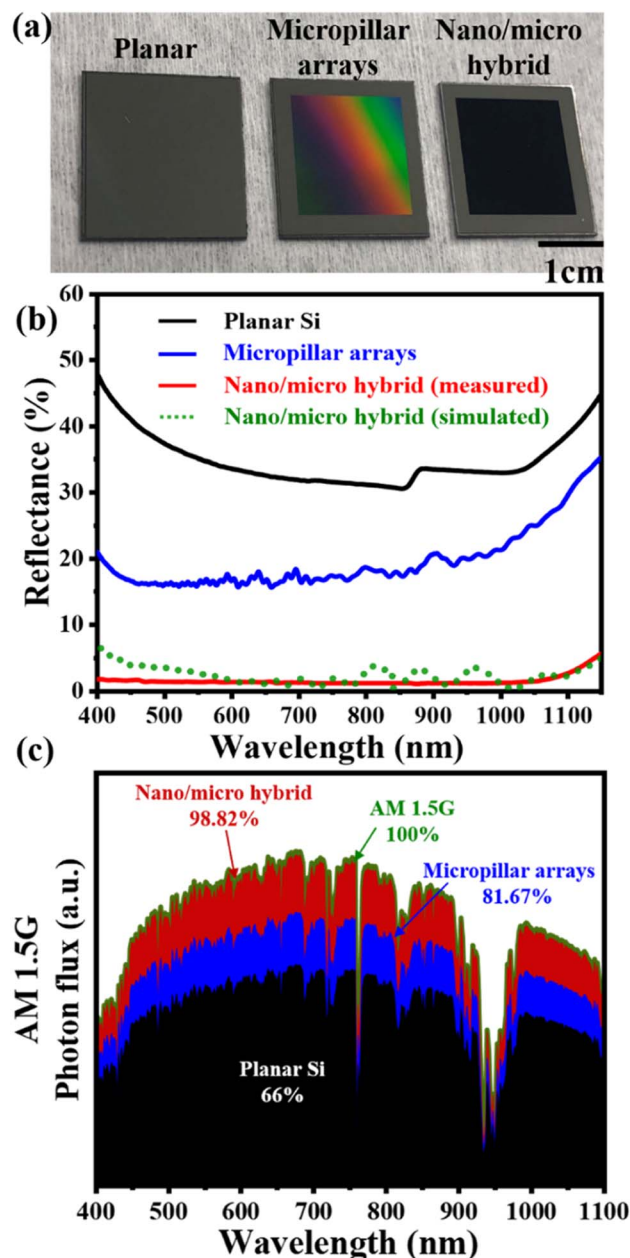 (a)
Planar
Micropillar
arrays
Nano/micro
hybrid
1cm
(b)
Reflectance (%)
60
50
40
30
20
10
0
Planar Si
Micropillar arrays
Nano/micro hybrid (measured)
Nano/micro hybrid (simulated)
400 500 600 700 800 900 1000 1100
Wavelength (nm)
(c)
AM 1.5G
Photon flux (a.u.)
Nano/micro hybrid
98.82%
AM 1.5G
100%
Micropillar arrays
81.67%
Planar Si
66%
400 500 600 700 800 900 1000 1100
Wavelength (nm)